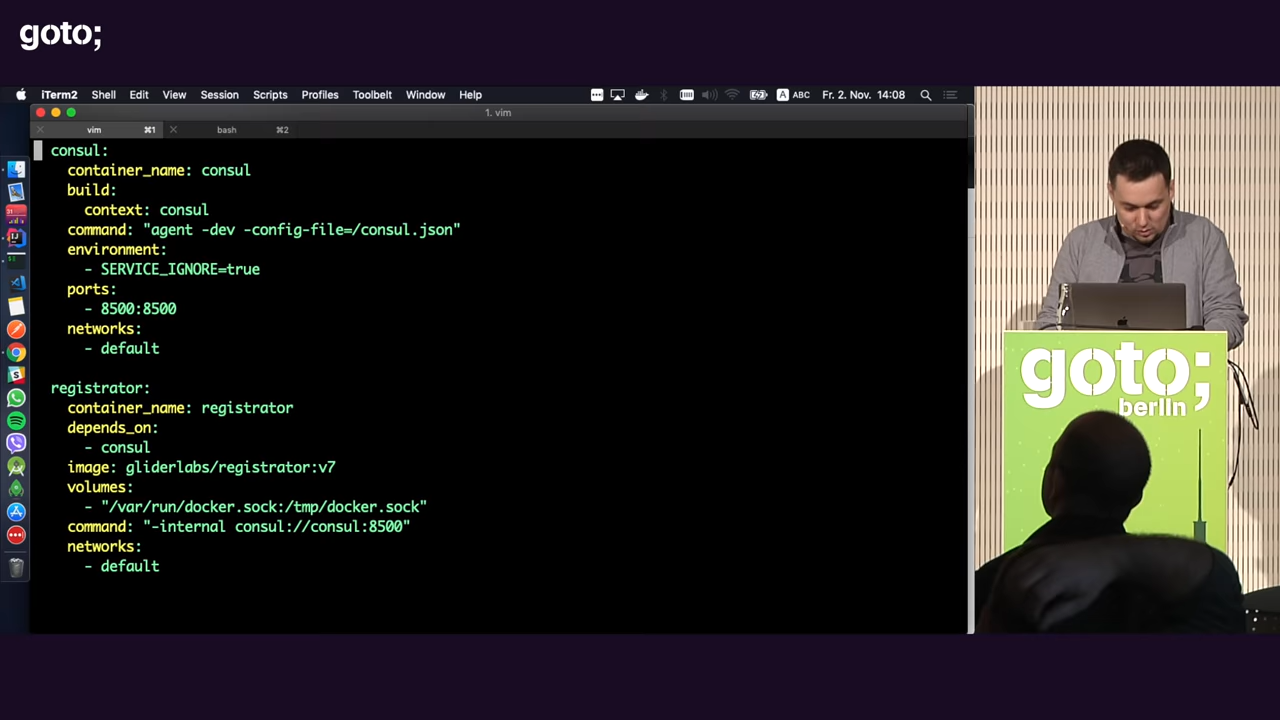 goto;
iTerm2 Shell Edit View Session Scripts Profiles Toolbelt Window Help A ABC Fr. 2. Nov. 14:08
1. vim
vim ⌘1 bash ⌘2
consul:
container_name: consul
build:
context: consul
command: "agent -dev -config-file=/consul.json"
environment:
- SERVICE_IGNORE=true
ports:
- 8500:8500
networks:
- default
registrator:
container_name: registrator
depends_on:
- consul
image: gliderlabs/registrator:v7
volumes:
- "/var/run/docker.sock:/tmp/docker.sock"
command: "-internal consul://consul:8500"
networks:
- default
goto;
berlin